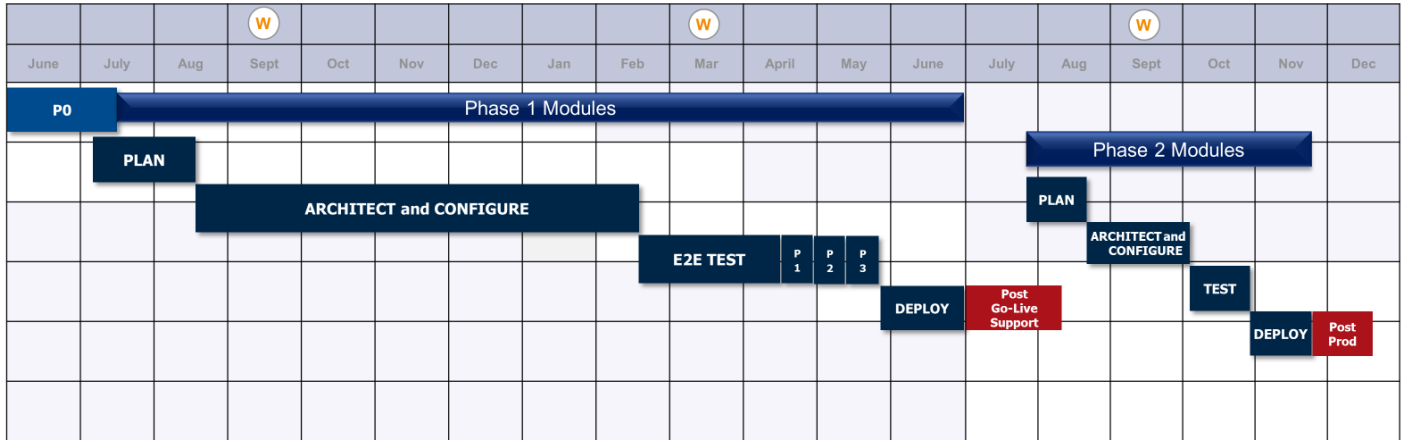 W W W
June July Aug Sept Oct Nov Dec Jan Feb Mar April May June July Aug Sept Oct Nov Dec
P0 Phase 1 Modules
Phase 2 Modules
PLAN
PLAN
ARCHITECT and CONFIGURE
ARCHITECT and
CONFIGURE
E2E TEST
P
1
P
2
P
3
TEST
DEPLOY
Post
Go-Live
Support
DEPLOY
Post
Prod